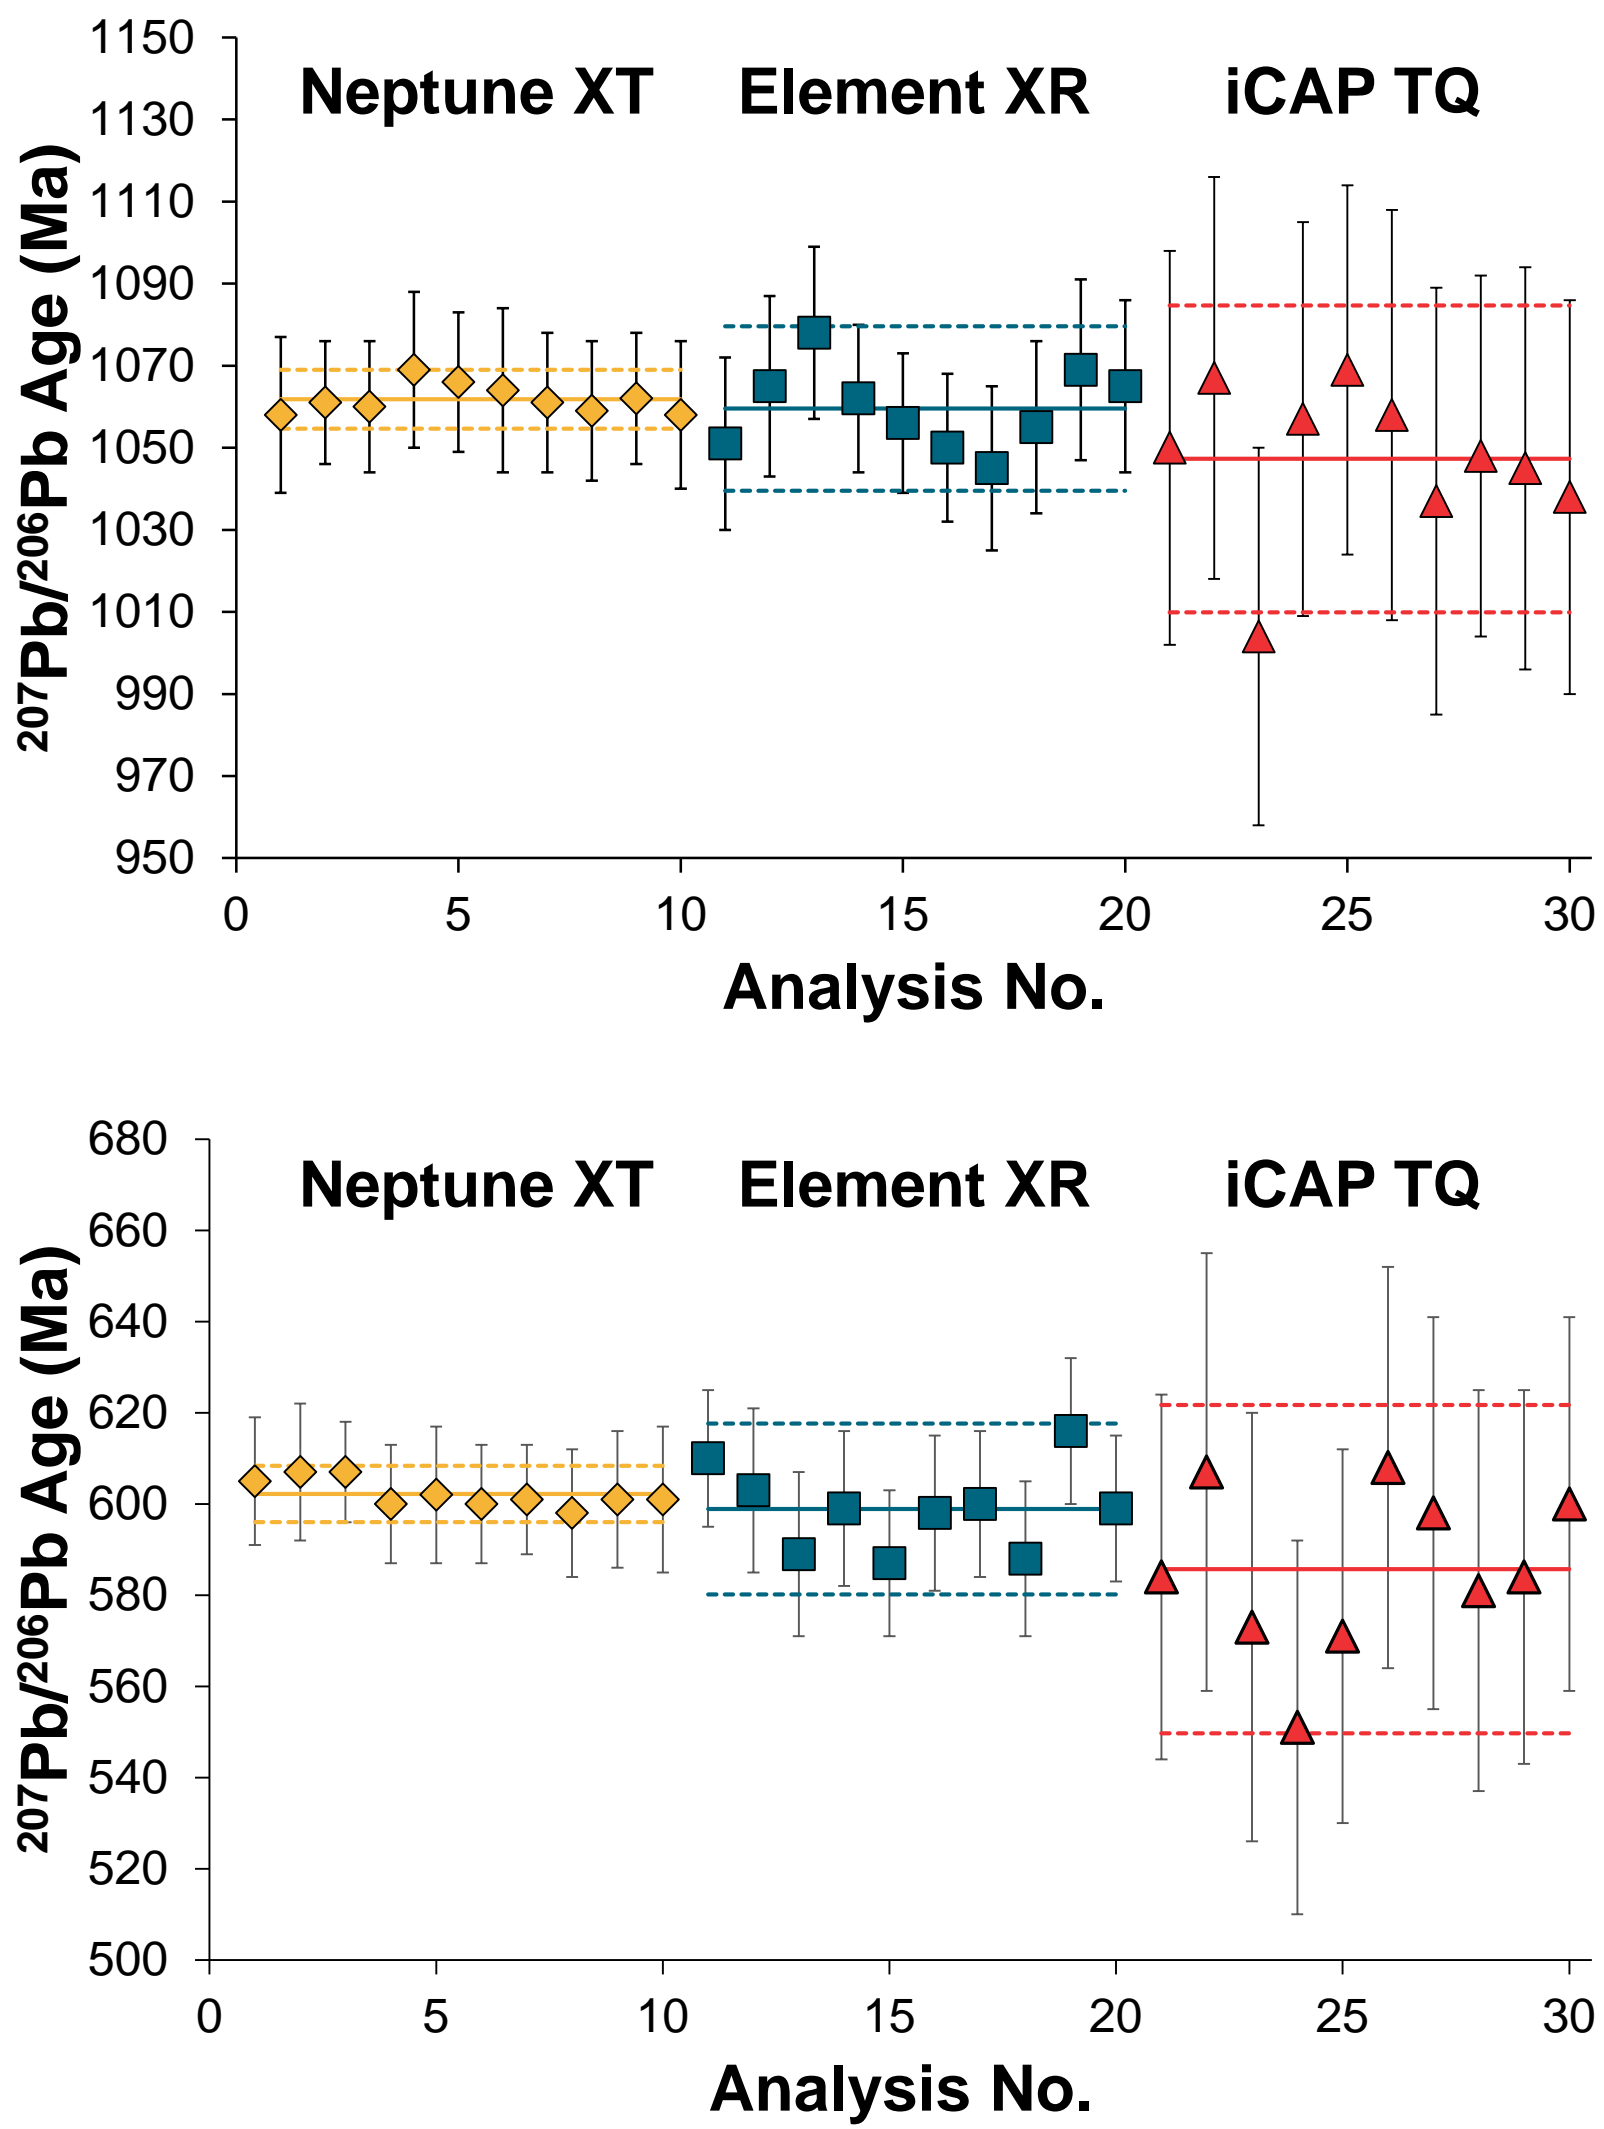 Neptune XT Element XR iCAP TQ
1150
1130
1110
1090
1070
1050
1030
1010
990
970
950
²⁰⁷Pb/²⁰⁶Pb Age (Ma)
0 5 10 15 20 25 30
Analysis No.
Neptune XT Element XR iCAP TQ
680
660
640
620
600
580
560
540
520
500
²⁰⁷Pb/²⁰⁶Pb Age (Ma)
0 5 10 15 20 25 30
Analysis No.